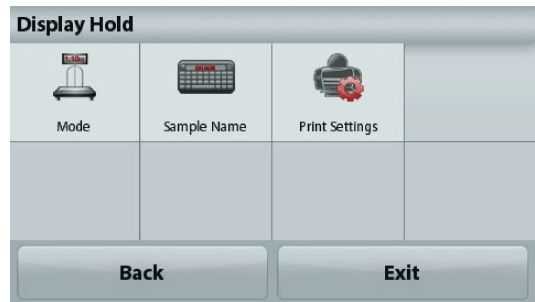 Display Hold
Mode
Sample Name
Print Settings
Back
Exit